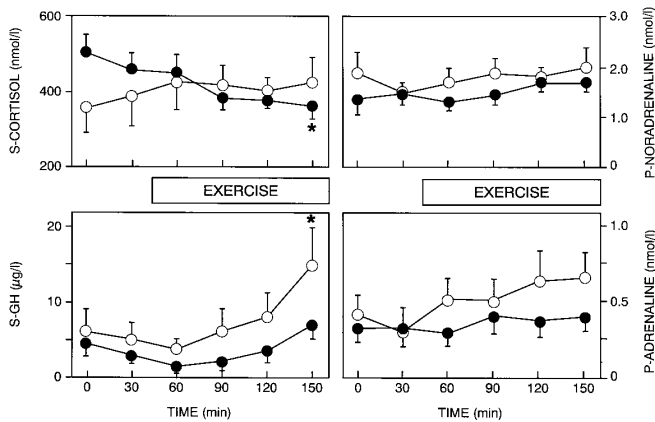 S-CORTISOL (nmol/l)
600
400
200
*
3.0
2.0
1.0
0
P-NORADRENALINE (nmol/l)
EXERCISE
EXERCISE
S-GH (µg/l)
20
10
0
*
1.0
0.5
0
P-ADRENALINE (nmol/l)
0 30 60 90 120 150
0 30 60 90 120 150
TIME (min)
TIME (min)